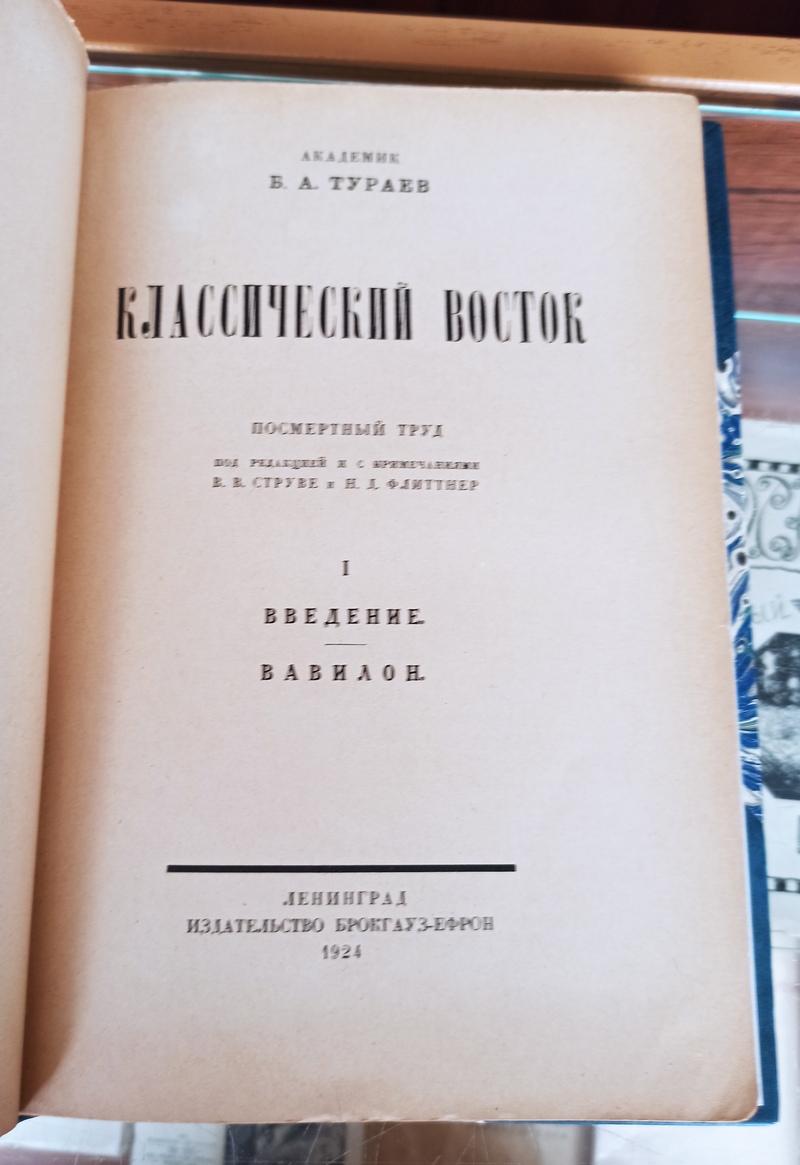 АКАДЕМИК
Б. А. ТУРАЕВ
КЛАССИЧЕСКИЙ ВОСТОК
ПОСМЕРТНЫЙ ТРУД
ПОД РЕДАКЦИЕЙ И С ПРИМЕЧАНИЯМИ
В. В. СТРУВЕ и Н. Д. ФЛИТТНЕР
I
ВВЕДЕНИЕ.
ВАВИЛОН.
ЛЕНИНГРАД
ИЗДАТЕЛЬСТВО БРОКГАУЗ-ЕФРОН
1924